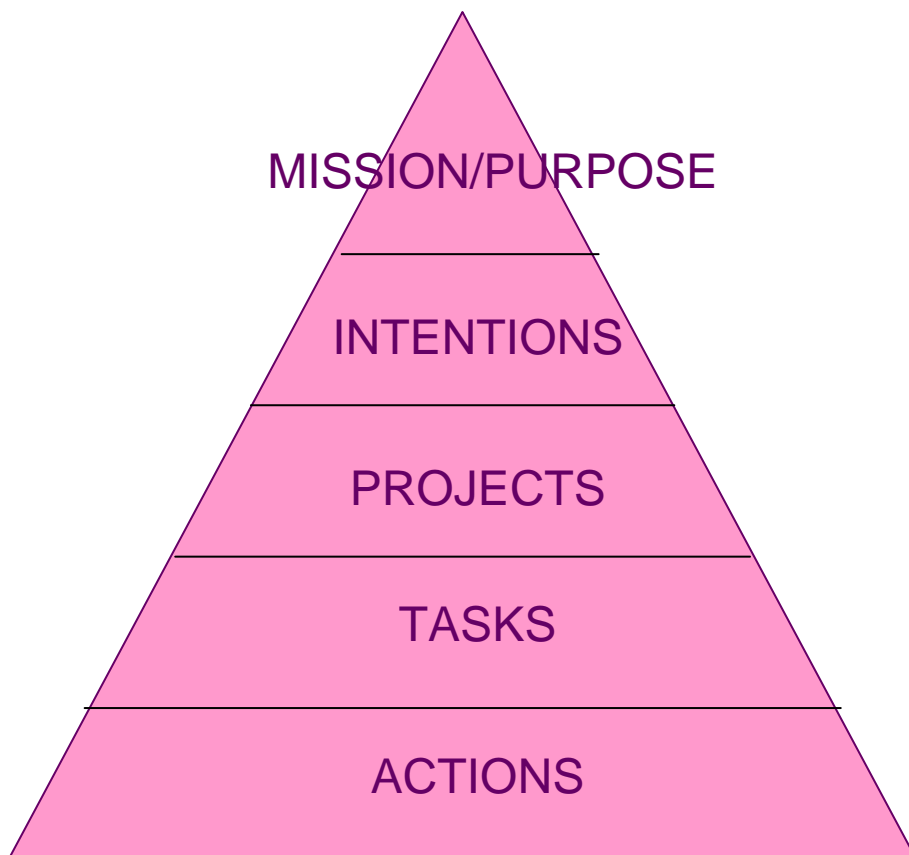 MISSION/PURPOSE
INTENTIONS
PROJECTS
TASKS
ACTIONS